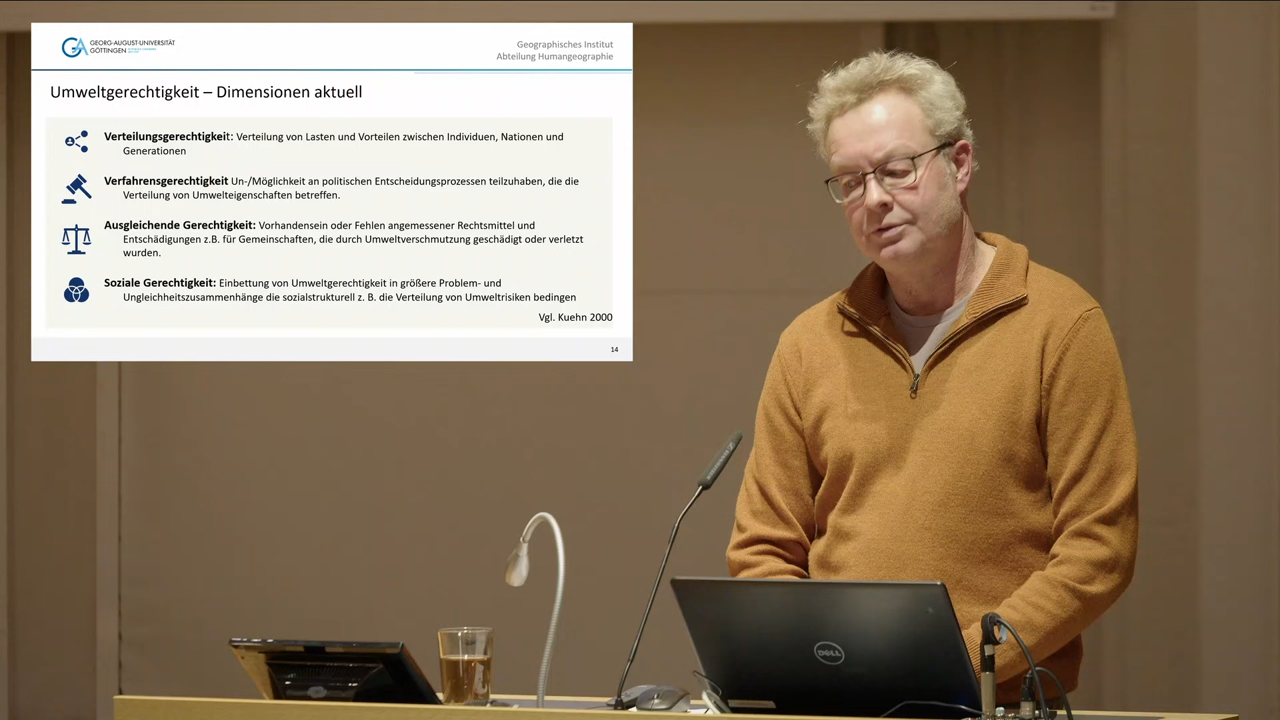 GEORG-AUGUST-UNIVERSITÄT
GÖTTINGEN
Geographisches Institut
Abteilung Humangeographie
Umweltgerechtigkeit – Dimensionen aktuell
Verteilungsgerechtigkeit: Verteilung von Lasten und Vorteilen zwischen Individuen, Nationen und
Generationen
Verfahrensgerechtigkeit Un-/Möglichkeit an politischen Entscheidungsprozessen teilzuhaben, die die
Verteilung von Umwelteigenschaften betreffen.
Ausgleichende Gerechtigkeit: Vorhandensein oder Fehlen angemessener Rechtsmittel und
Entschädigungen z.B. für Gemeinschaften, die durch Umweltverschmutzung geschädigt oder verletzt
wurden.
Soziale Gerechtigkeit: Einbettung von Umweltgerechtigkeit in größere Problem- und
Ungleichheitszusammenhänge die sozialstrukturell z. B. die Verteilung von Umweltrisiken bedingen
Vgl. Kuehn 2000
14
DELL